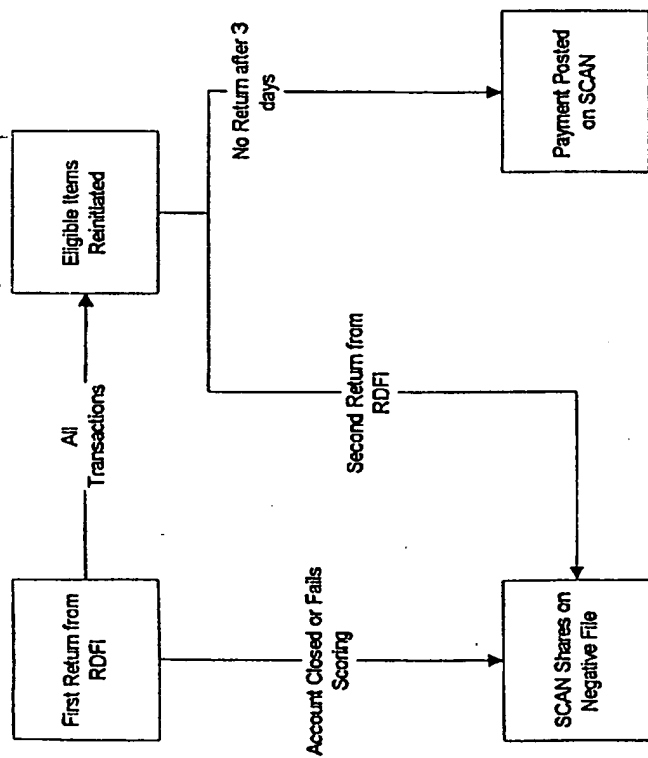 First Return from
RDFI
All
Transactions
Eligible Items
Reinitiated
Account Closed or Fails
Scoring
Second Return from
RDFI
No Return after 3
days
SCAN Shares on
Negative File
Payment Posted
on SCAN